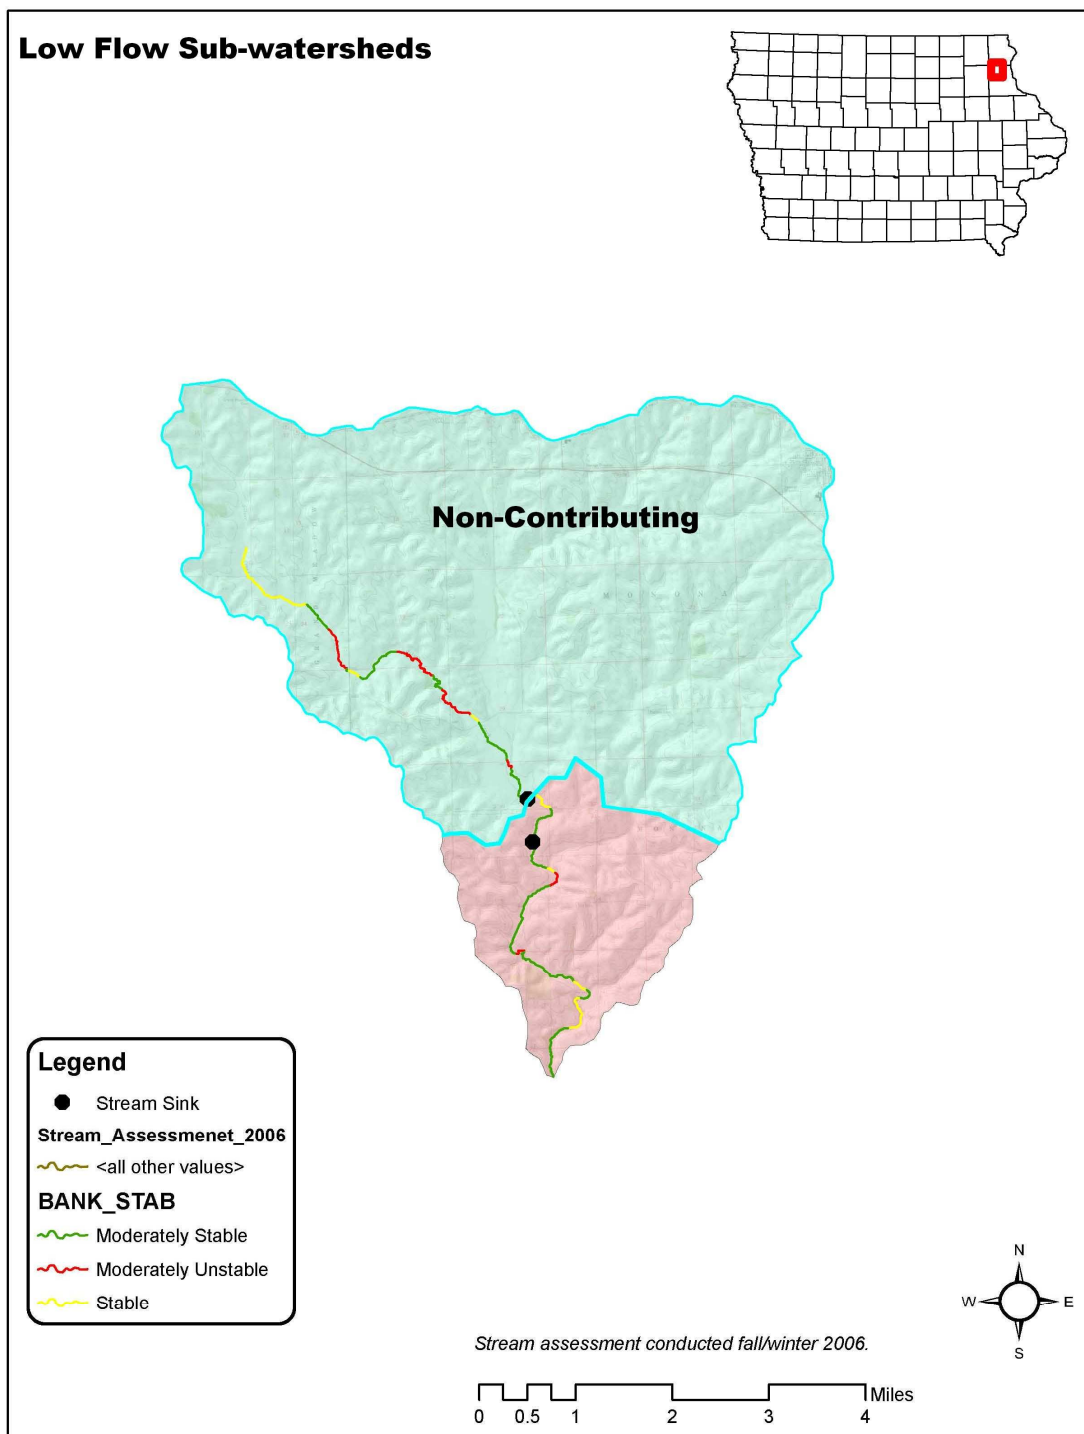 Low Flow Sub-watersheds
Non-Contributing
MONONA
Legend
Stream Sink
Stream_Assessmenet_2006
<all other values>
BANK_STAB
Moderately Stable
Moderately Unstable
Stable
N
W E
S
Stream assessment conducted fall/winter 2006.
Miles
0 0.5 1 2 3 4